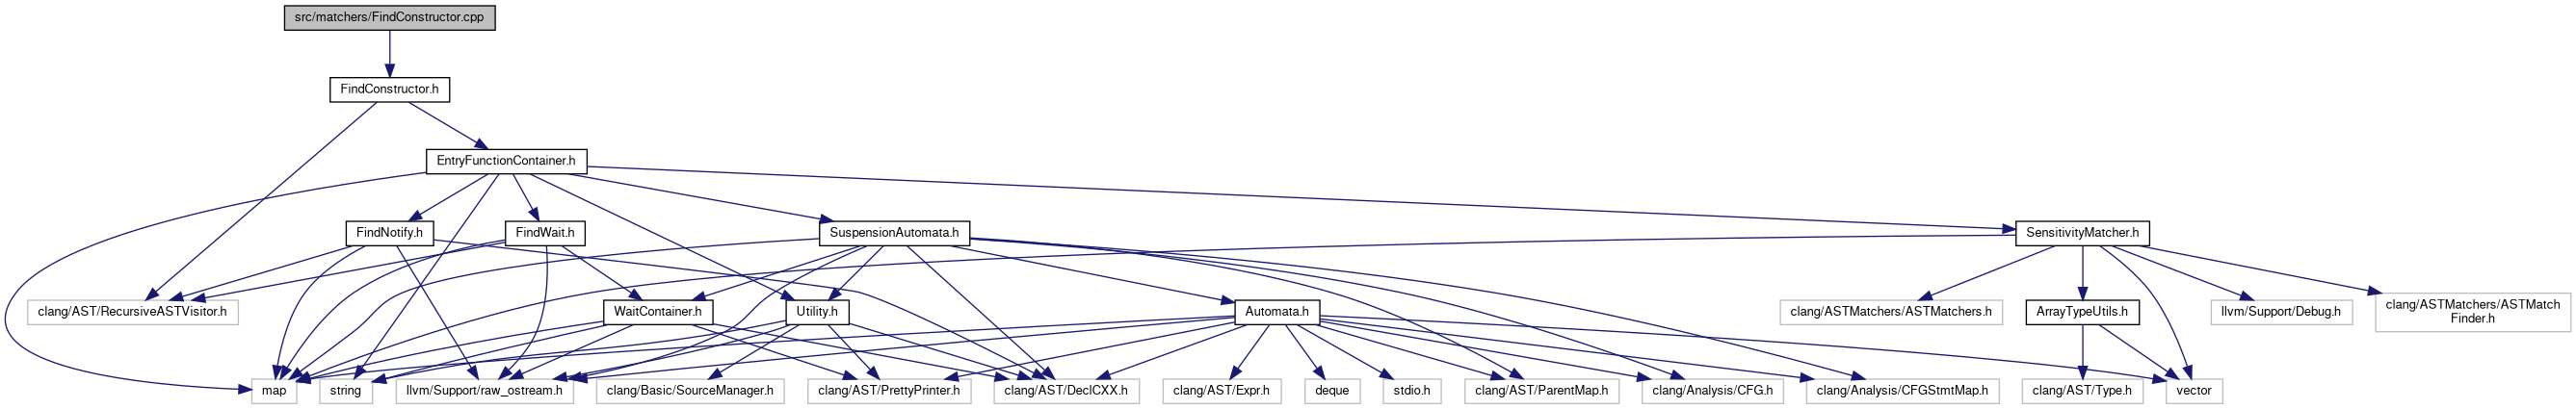 src/matchers/FindConstructor.cpp
FindConstructor.h
EntryFunctionContainer.h
FindNotify.h
FindWait.h
SuspensionAutomata.h
SensitivityMatcher.h
clang/AST/RecursiveASTVisitor.h
WaitContainer.h
Utility.h
Automata.h
clang/ASTMatchers/ASTMatchers.h
ArrayTypeUtils.h
llvm/Support/Debug.h
clang/ASTMatchers/ASTMatch
Finder.h
map
string
llvm/Support/raw_ostream.h
clang/Basic/SourceManager.h
clang/AST/PrettyPrinter.h
clang/AST/DeclCXX.h
clang/AST/Expr.h
deque
stdio.h
clang/AST/ParentMap.h
clang/Analysis/CFG.h
clang/Analysis/CFGStmtMap.h
clang/AST/Type.h
vector